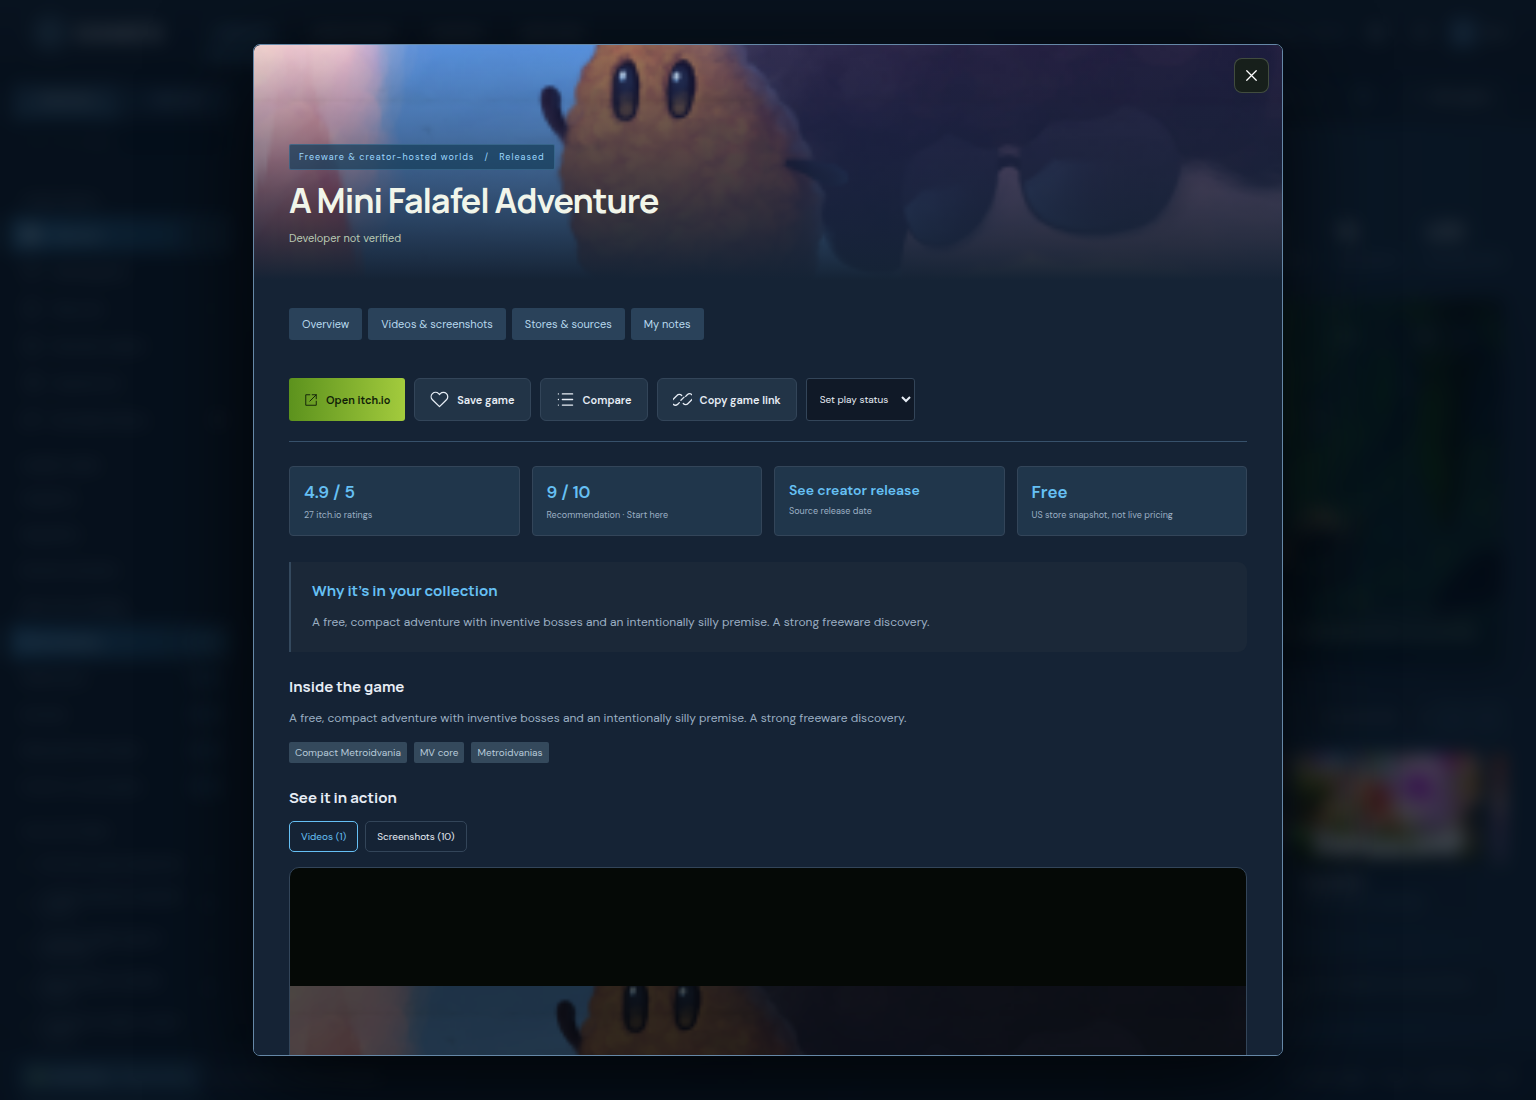 Freeware & creator-hosted worlds / Released
A Mini Falafel Adventure
Developer not verified
Overview
Videos & screenshots
Stores & sources
My notes
Open itch.io
Save game
Compare
Copy game link
Set play status
4.9 / 5
27 itch.io ratings
9 / 10
Recommendation · Start here
See creator release
Source release date
Free
US store snapshot, not live pricing
Why it's in your collection
A free, compact adventure with inventive bosses and an intentionally silly premise. A strong freeware discovery.
Inside the game
A free, compact adventure with inventive bosses and an intentionally silly premise. A strong freeware discovery.
Compact Metroidvania
MV core
Metroidvanias
See it in action
Videos (1)
Screenshots (10)